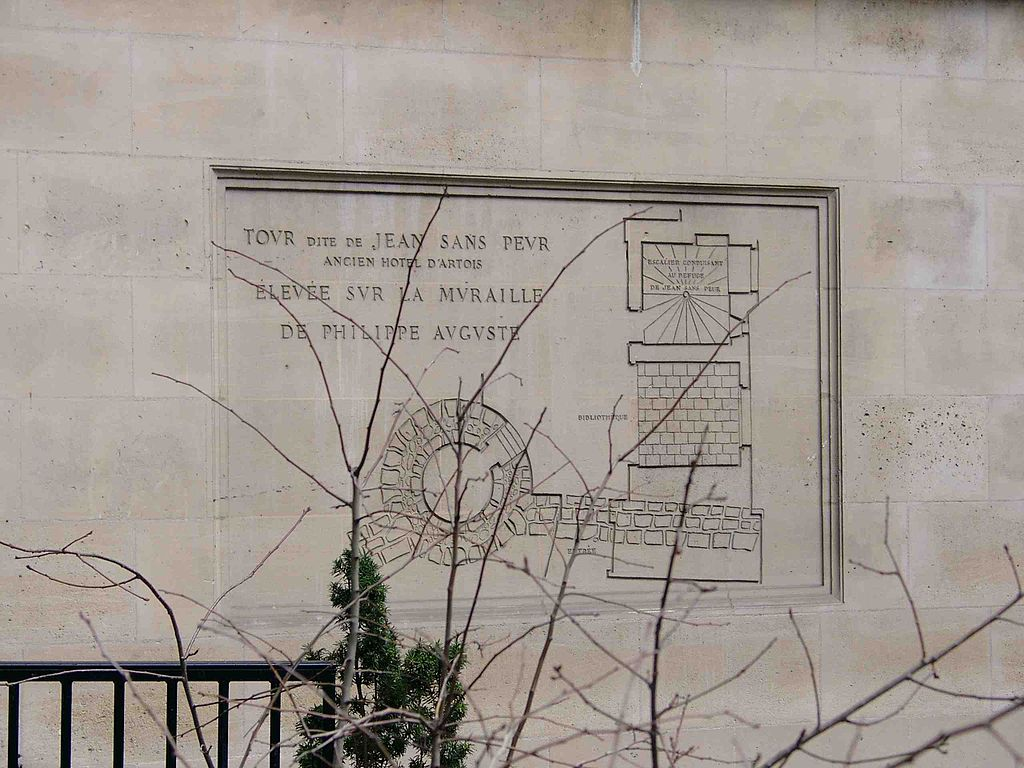 TOVR DITE DE JEAN SANS PEVR
ANCIEN HOTEL D'ARTOIS
ÉLEVÉE SVR LA MVRAILLE
DE PHILIPPE AVGVSTE
ESCALIER CONDUISANT
AU REFUGE
DE JEAN SANS PEUR
BIBLIOTHEQUE
ENTRÉE